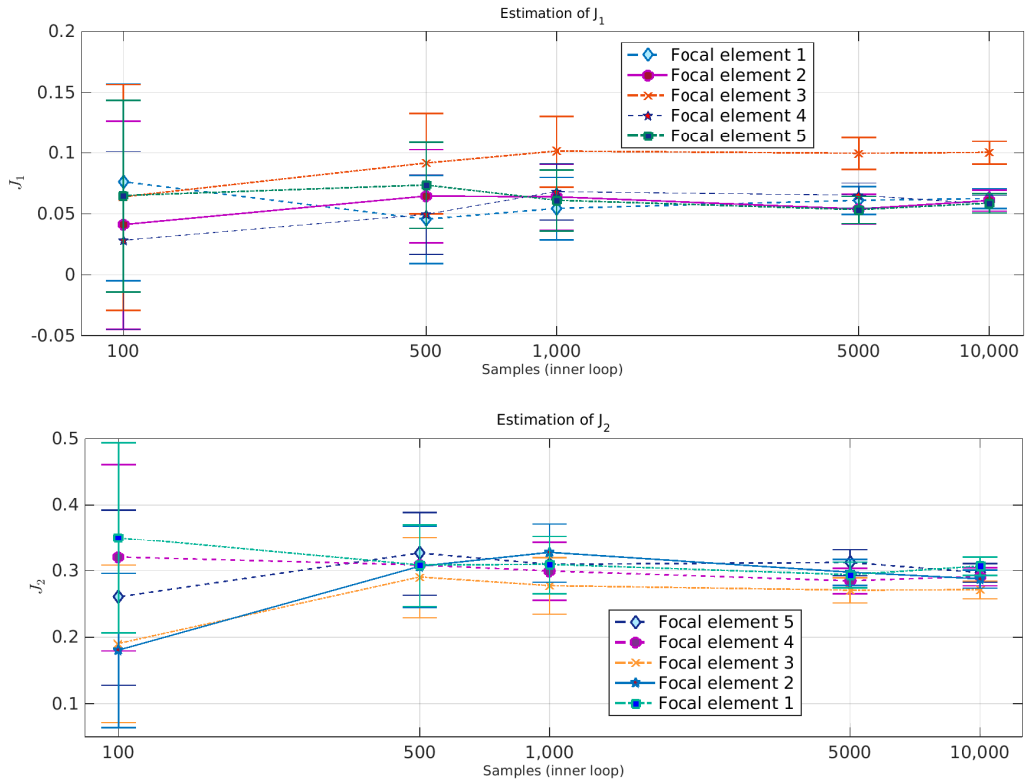 Estimation of J1
0.2
0.15
0.1
0.05
0
-0.05
J1
Focal element 1
Focal element 2
Focal element 3
Focal element 4
Focal element 5
100 500 1,000 5000 10,000
Samples (inner loop)
Estimation of J2
0.5
0.4
0.3
0.2
0.1
J2
Focal element 5
Focal element 4
Focal element 3
Focal element 2
Focal element 1
100 500 1,000 5000 10,000
Samples (inner loop)